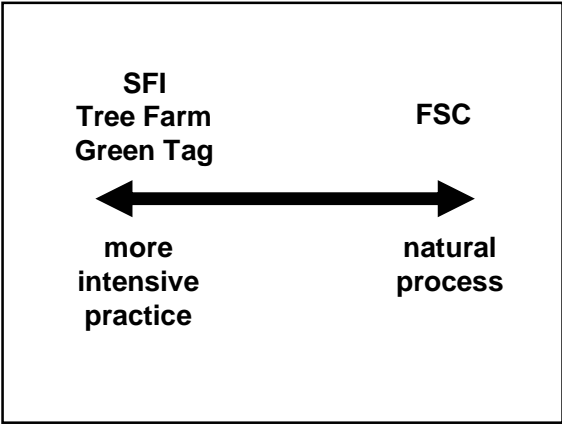 SFI
Tree Farm
Green Tag
FSC
more
intensive
practice
natural
process